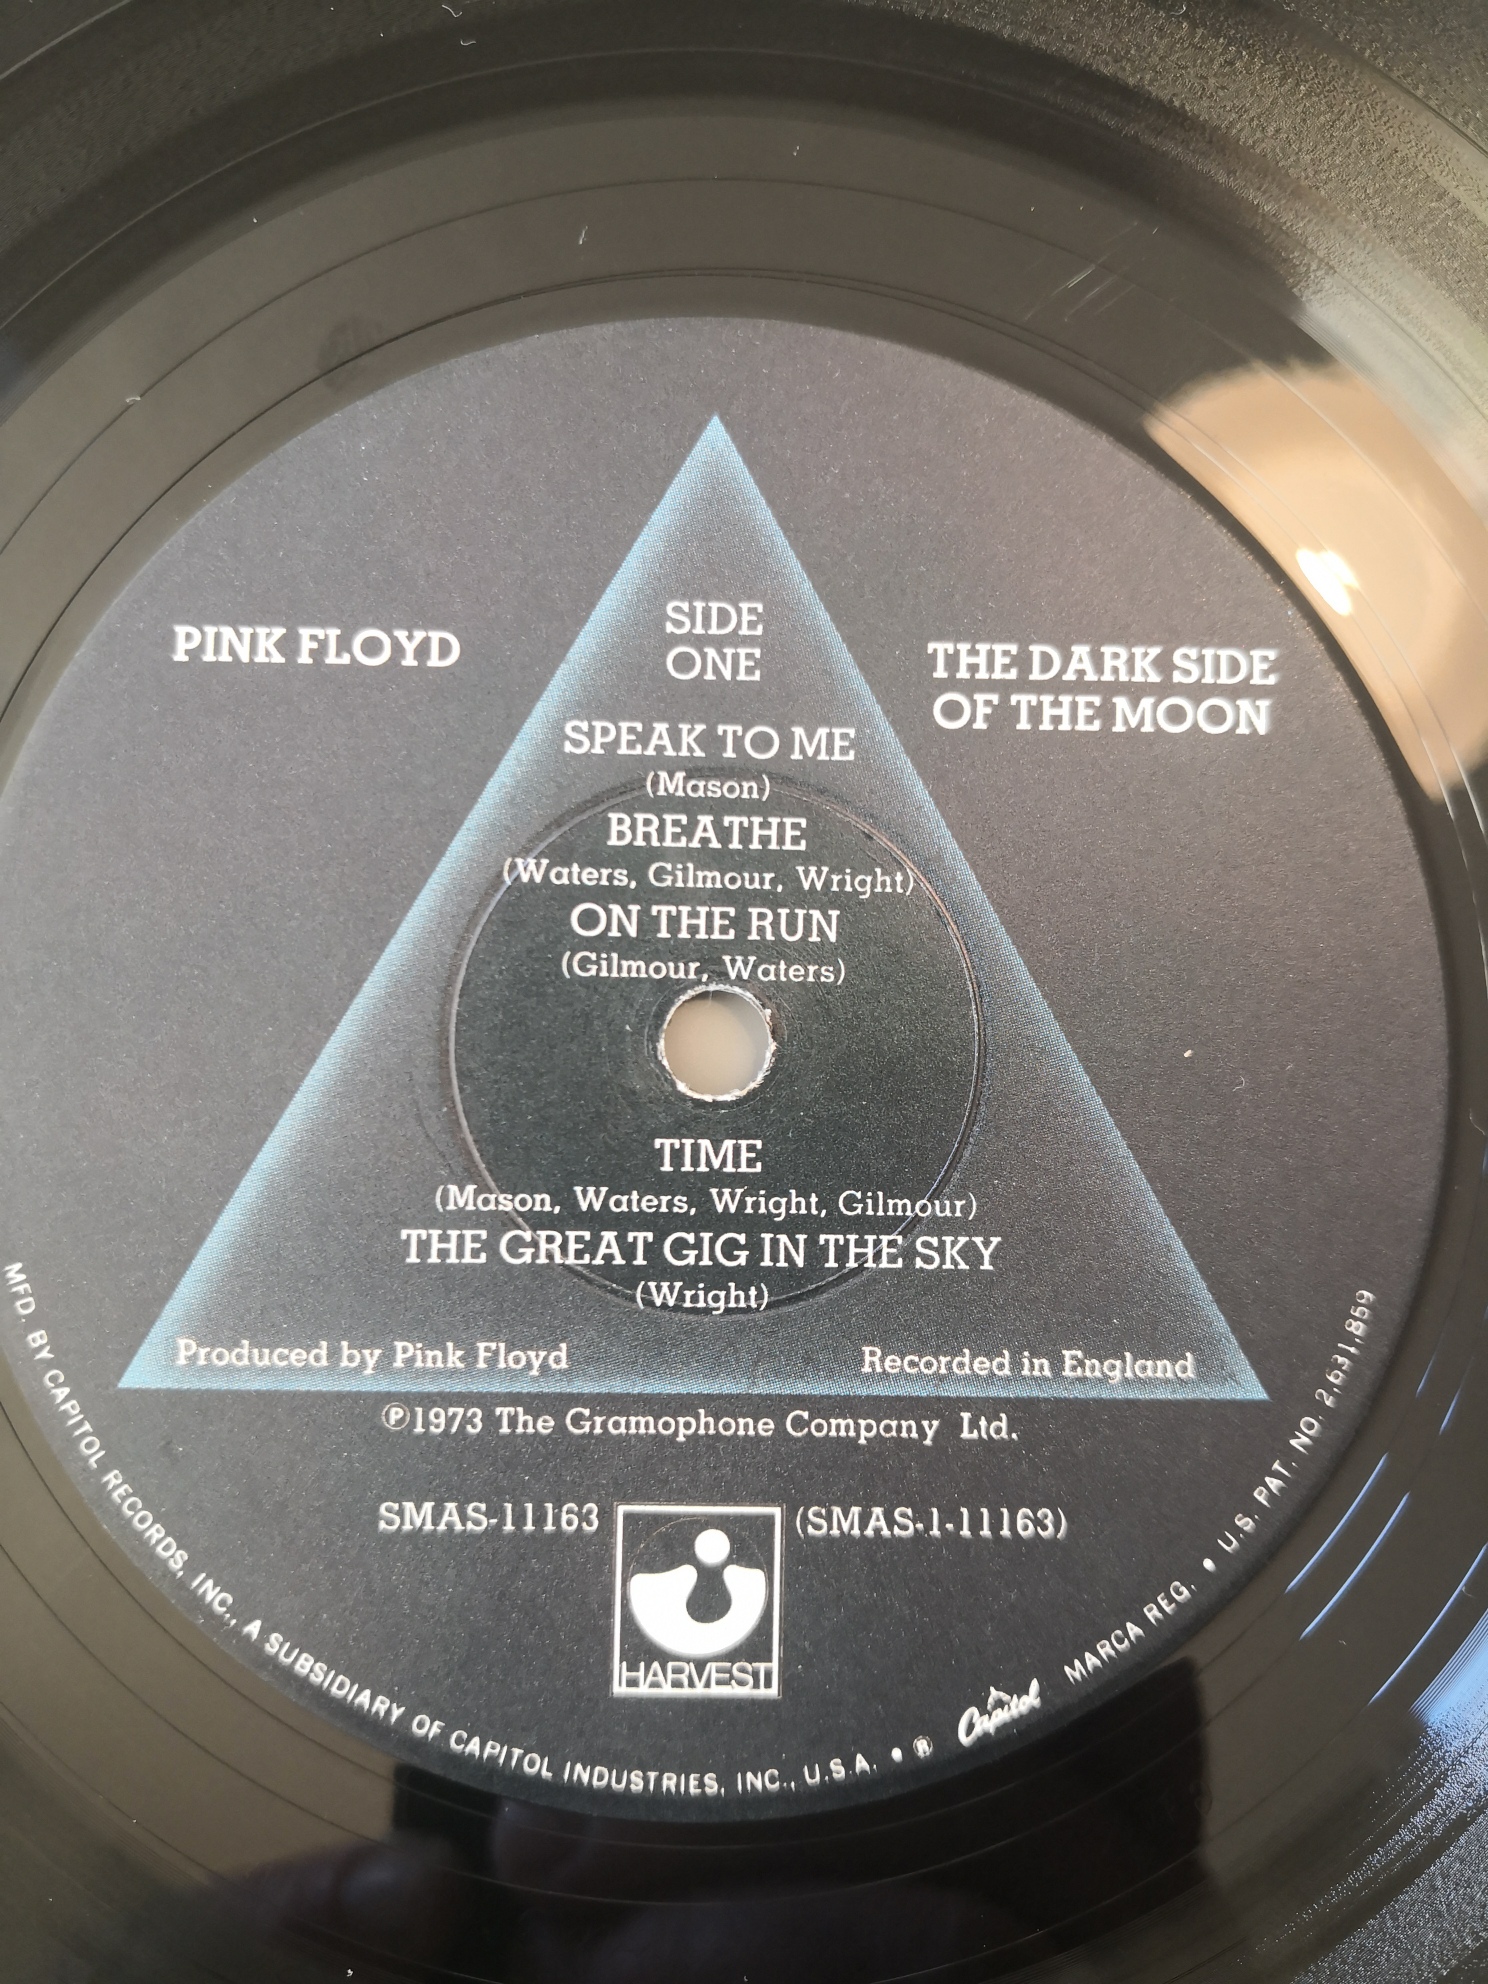 SIDE
ONE
PINK FLOYD
THE DARK SIDE
OF THE MOON
SPEAK TO ME
(Mason)
BREATHE
(Waters, Gilmour, Wright)
ON THE RUN
(Gilmour, Waters)
TIME
(Mason, Waters, Wright, Gilmour)
THE GREAT GIG IN THE SKY
(Wright)
Produced by Pink Floyd
Recorded in England
℗1973 The Gramophone Company Ltd.
SMAS-11163
(SMAS-1-11163)
HARVEST
MFD. BY CAPITOL RECORDS, INC., A SUBSIDIARY OF CAPITOL INDUSTRIES, INC., U.S.A. • ® Capitol MARCA REG. • U.S. PAT. NO. 2,631,859